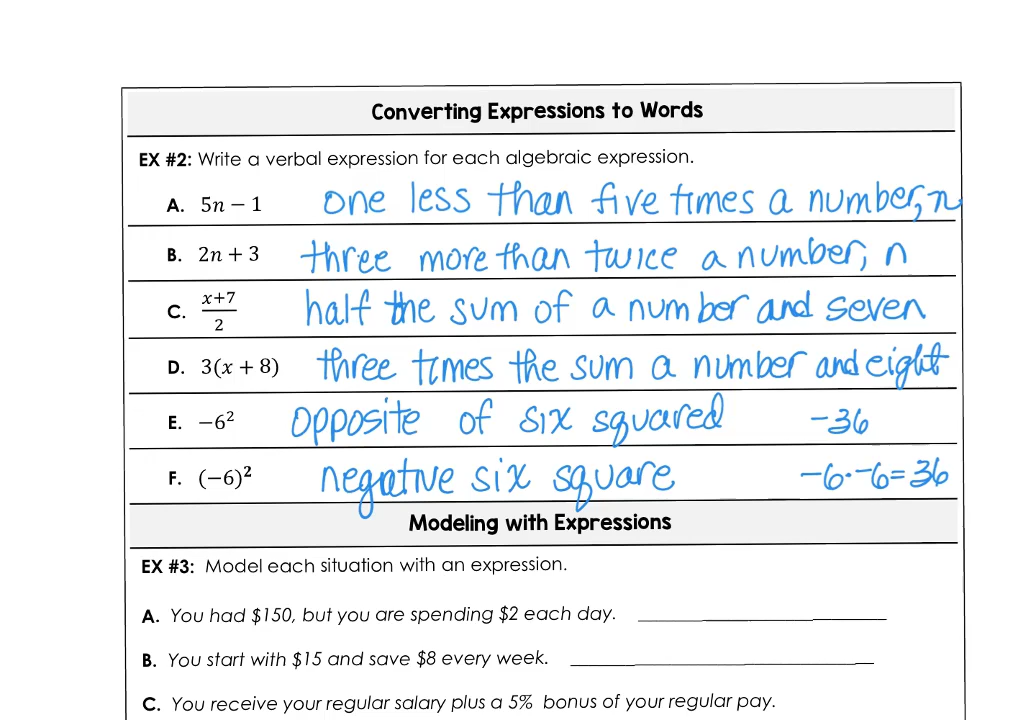 Converting Expressions to Words
EX #2: Write a verbal expression for each algebraic expression.
A. 5n − 1 one less than five times a number, n
B. 2n + 3 three more than twice a number, n
C. x+7/2 half the sum of a number and seven
D. 3(x + 8) three times the sum a number and eight
E. −6² opposite of six squared −36
F. (−6)² negative six square −6·−6=36
Modeling with Expressions
EX #3: Model each situation with an expression.
A. You had $150, but you are spending $2 each day.
B. You start with $15 and save $8 every week.
C. You receive your regular salary plus a 5% bonus of your regular pay.